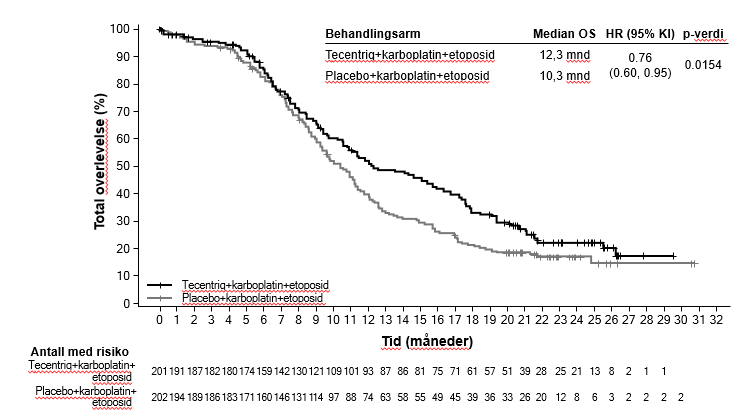 Behandlingsarm Median OS HR (95% KI) p-verdi
Tecentriq+karboplatin+etoposid 12,3 mnd 0.76
Placebo+karboplatin+etoposid 10,3 mnd (0.60, 0.95) 0.0154
Total overlevelse (%)
100
90
80
70
60
50
40
30
20
10
0
Tecentriq+karboplatin+etoposid
Placebo+karboplatin+etoposid
0 1 2 3 4 5 6 7 8 9 10 11 12 13 14 15 16 17 18 19 20 21 22 23 24 25 26 27 28 29 30 31 32
Tid (måneder)
Antall med risiko
Tecentriq+karboplatin+
etoposid 201 191 187 182 180 174 159 142 130 121 109 101 93 87 86 81 75 71 61 57 51 39 28 25 21 13 8 2 1 1
Placebo+karboplatin+
etoposid 202 194 189 186 183 171 160 146 131 114 97 88 74 63 58 55 49 45 39 36 33 26 20 12 8 6 3 2 2 2 2